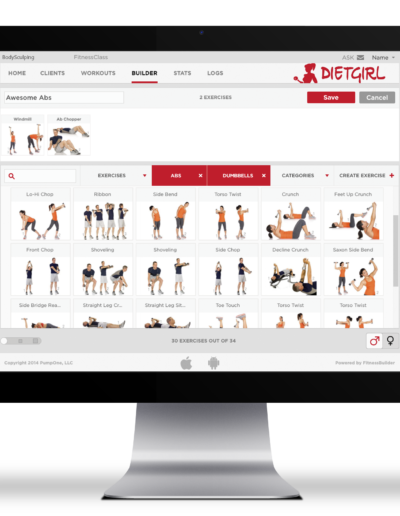 BodySculping FitnessClass ASK Name
HOME CLIENTS WORKOUTS BUILDER STATS LOGS DIETGIRL
Awesome Abs 2 EXERCISES Save Cancel
Windmill Ab Chopper
EXERCISES ABS × DUMBBELLS × CATEGORIES CREATE EXERCISE +
Lo-Hi Chop Ribbon Side Bend Torso Twist Crunch Feet Up Crunch
Front Chop Shoveling Shoveling Side Chop Decline Crunch Saxon Side Bend
Side Bridge Rea... Straight Leg Cr... Straight Leg Sit... Toe Touch Torso Twist Torso Twist
30 EXERCISES OUT OF 34
Copyright 2014 PumpOne, LLC Powered by FitnessBuilder